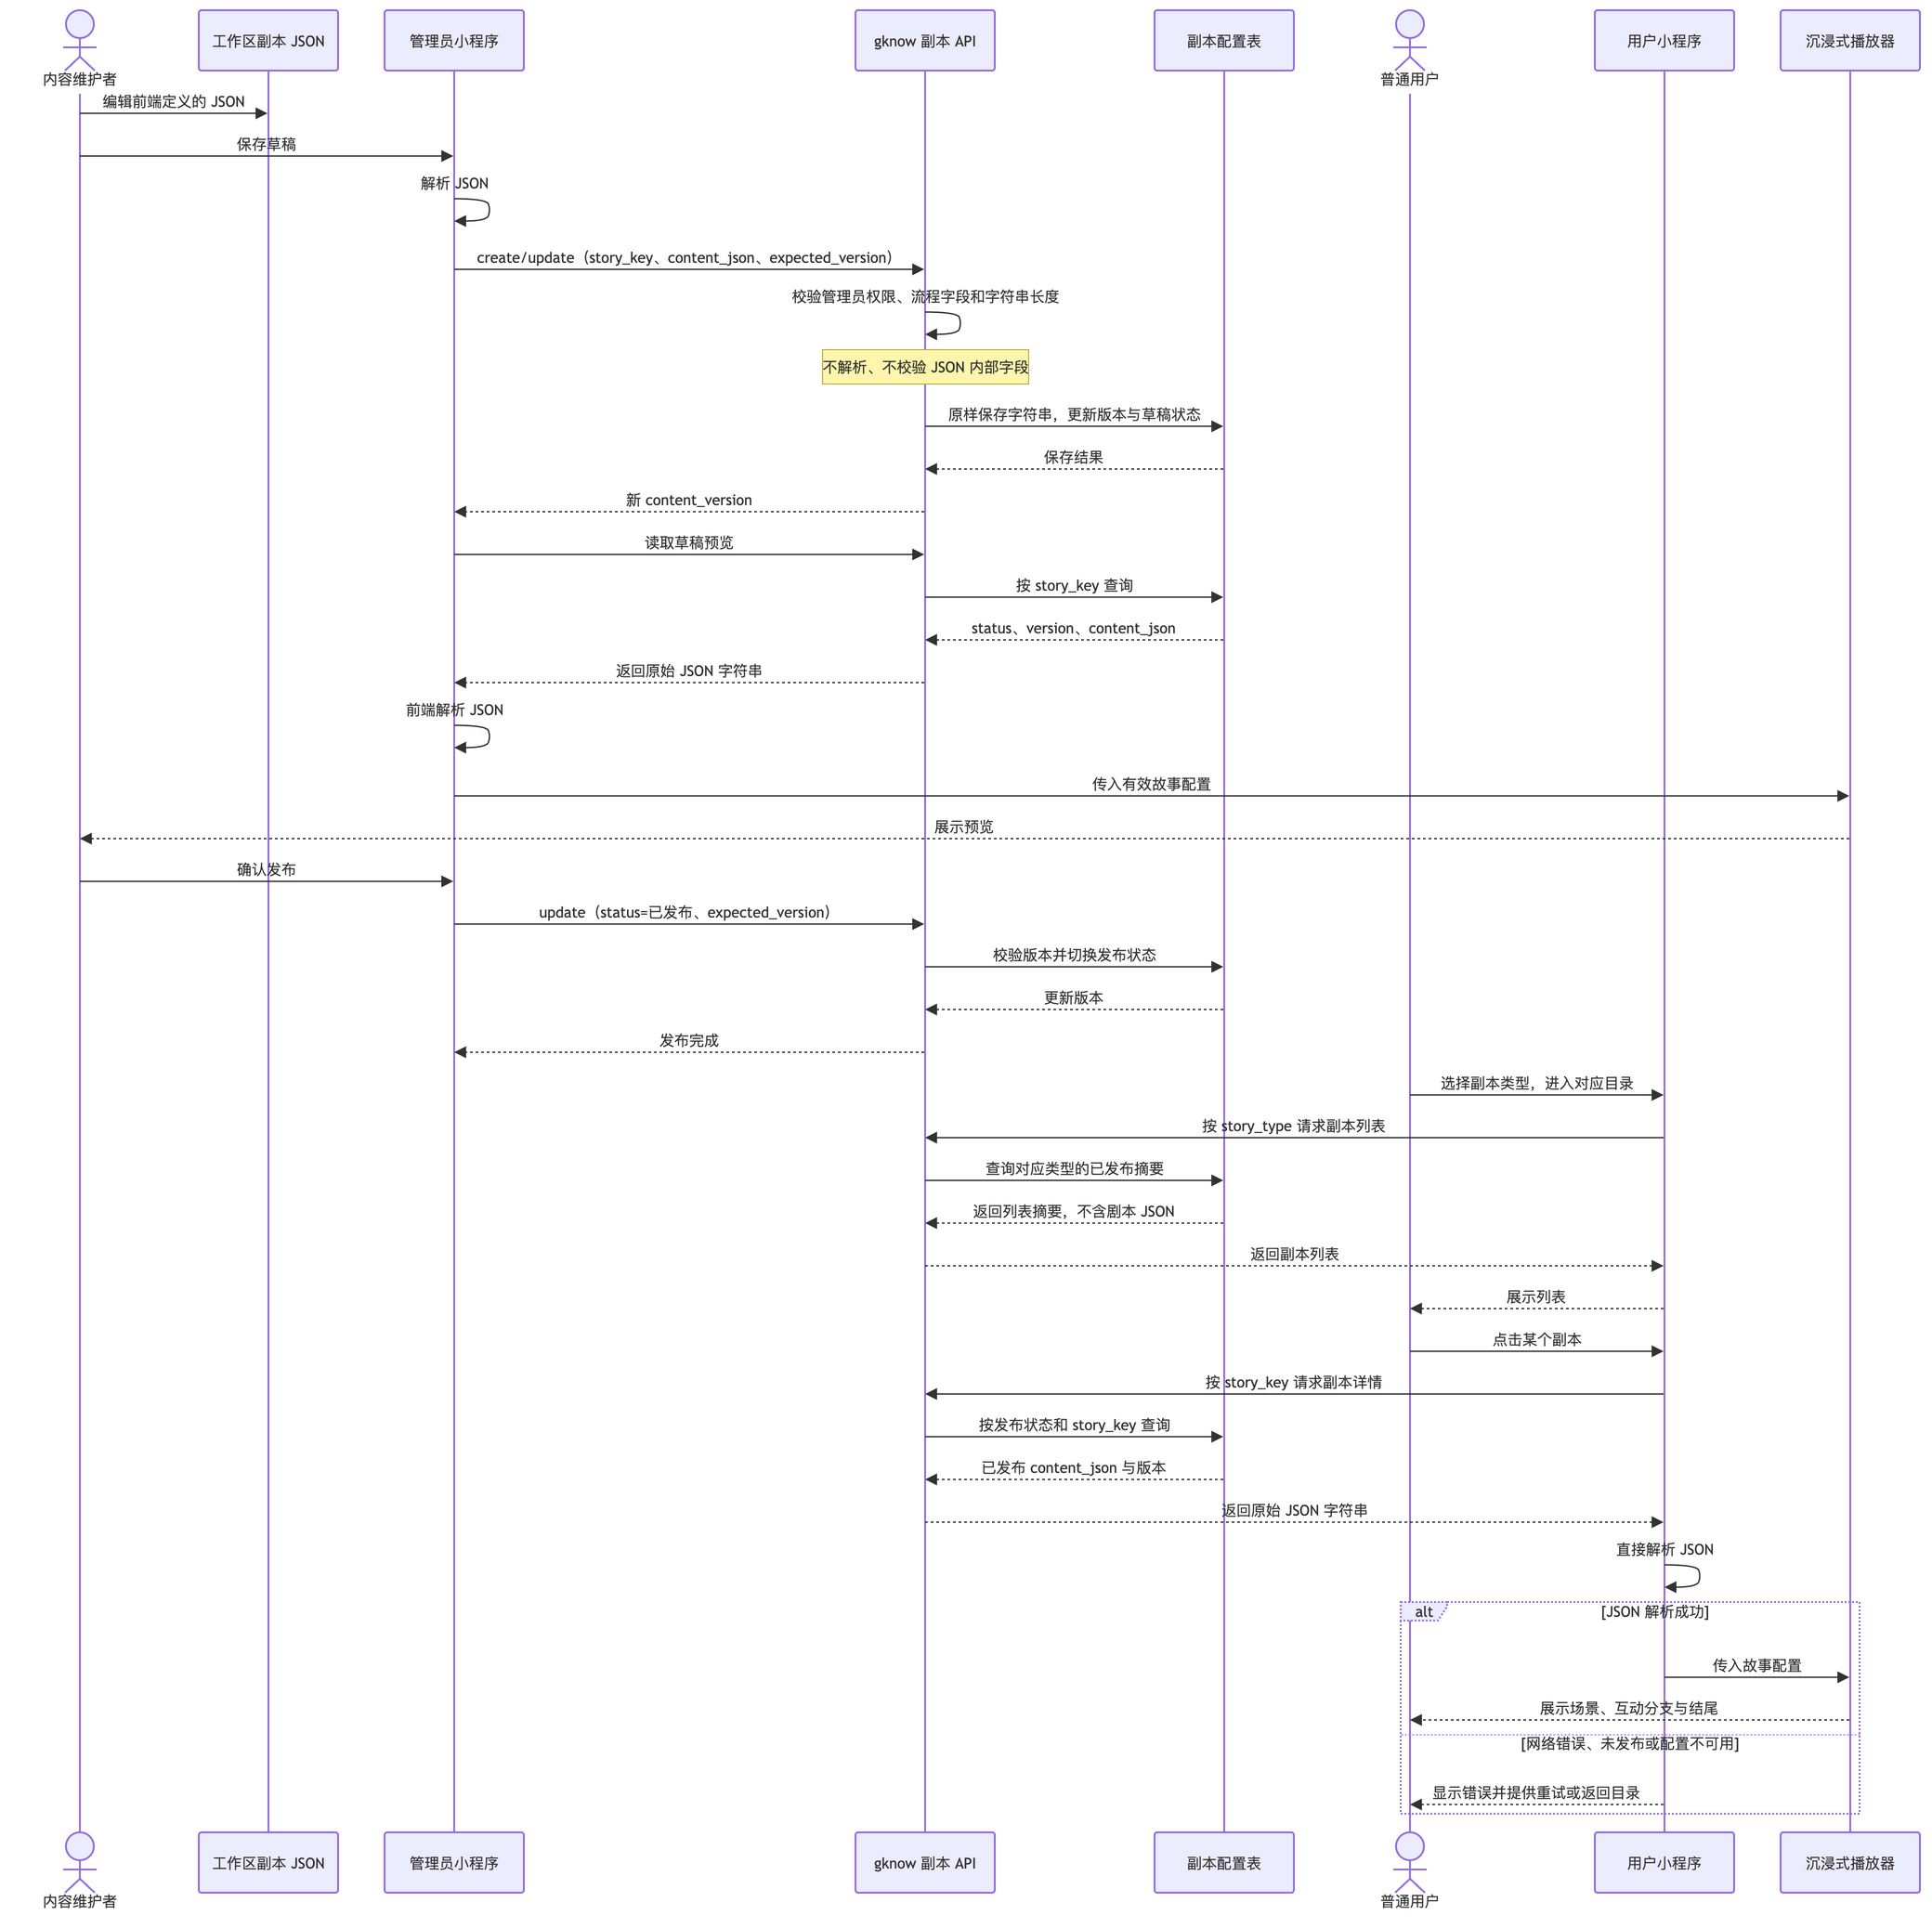 内容维护者
工作区副本 JSON
管理员小程序
gknow 副本 API
副本配置表
普通用户
用户小程序
沉浸式播放器
编辑前端定义的 JSON
保存草稿
解析 JSON
create/update（story_key、content_json、expected_version）
校验管理员权限、流程字段和字符串长度
不解析、不校验 JSON 内部字段
原样保存字符串，更新版本与草稿状态
保存结果
新 content_version
读取草稿预览
按 story_key 查询
status、version、content_json
返回原始 JSON 字符串
前端解析 JSON
传入有效故事配置
展示预览
确认发布
update（status=已发布、expected_version）
校验版本并切换发布状态
更新版本
发布完成
选择副本类型，进入对应目录
按 story_type 请求副本列表
查询对应类型的已发布摘要
返回列表摘要，不含剧本 JSON
返回副本列表
展示列表
点击某个副本
按 story_key 请求副本详情
按发布状态和 story_key 查询
已发布 content_json 与版本
返回原始 JSON 字符串
直接解析 JSON
alt
[JSON 解析成功]
传入故事配置
展示场景、互动分支与结尾
[网络错误、未发布或配置不可用]
显示错误并提供重试或返回目录
内容维护者
工作区副本 JSON
管理员小程序
gknow 副本 API
副本配置表
普通用户
用户小程序
沉浸式播放器